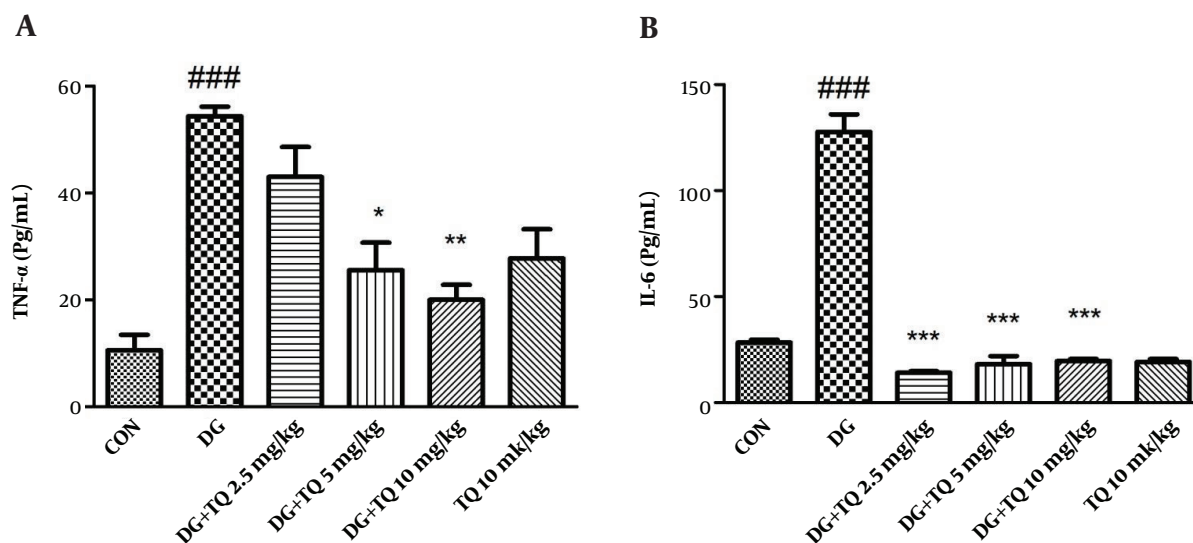 A
TNF-α (Pg/mL)
60
40
20
0
###
*
**
CON
DG
DG+TQ 2.5 mg/kg
DG+TQ 5 mg/kg
DG+TQ 10 mg/kg
TQ 10 mk/kg
B
IL-6 (Pg/mL)
150
100
50
0
###
***
***
***
CON
DG
DG+TQ 2.5 mg/kg
DG+TQ 5 mg/kg
DG+TQ 10 mg/kg
TQ 10 mk/kg